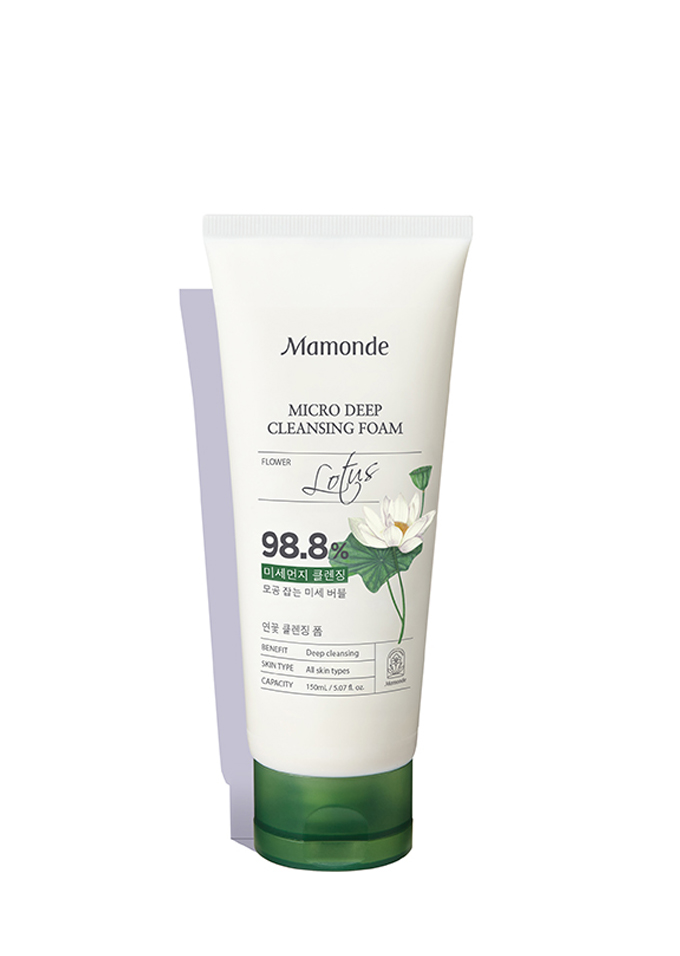 Mamonde
MICRO DEEP
CLEANSING FOAM
FLOWER
Lotus
98.8%
미세먼지 클렌징
모공 잡는 미세 버블
연꽃 클렌징 폼
BENEFIT Deep cleansing
SKIN TYPE All skin types
CAPACITY 150mL / 5.07 fl. oz.
Mamonde